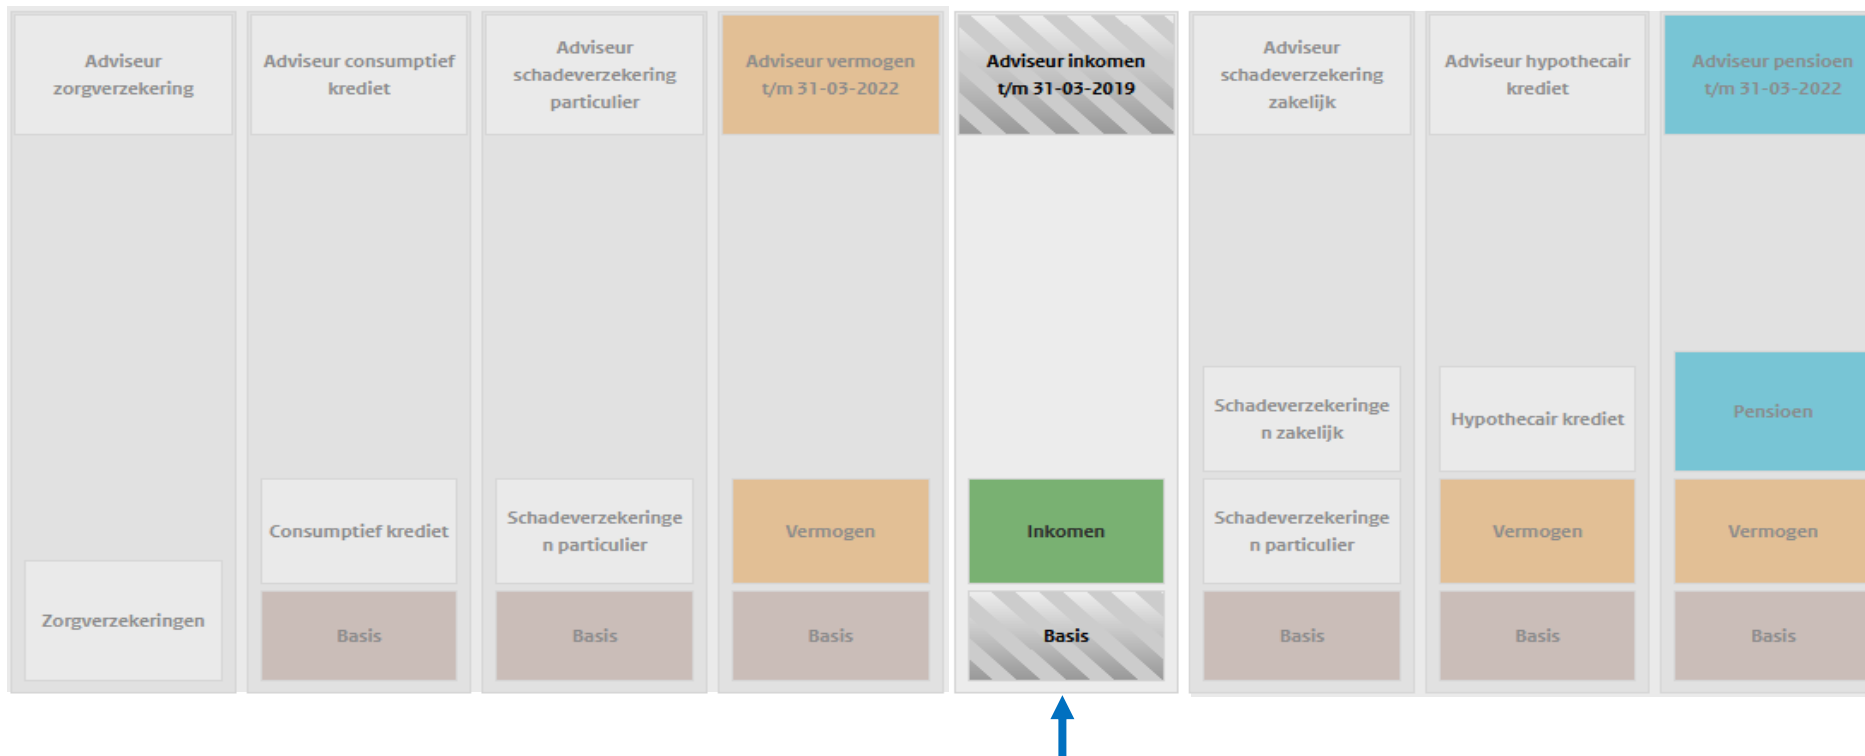 Adviseur
zorgverzekering
Adviseur consumptief
krediet
Adviseur
schadeverzekering
particulier
Adviseur vermogen
t/m 31-03-2022
Adviseur inkomen
t/m 31-03-2019
Adviseur
schadeverzekering
zakelijk
Adviseur hypothecair
krediet
Adviseur pensioen
t/m 31-03-2022
Schadeverzekeringe
n zakelijk
Hypothecair krediet
Pensioen
Consumptief krediet
Schadeverzekeringe
n particulier
Vermogen
Inkomen
Schadeverzekeringe
n particulier
Vermogen
Vermogen
Zorgverzekeringen
Basis
Basis
Basis
Basis
Basis
Basis
Basis